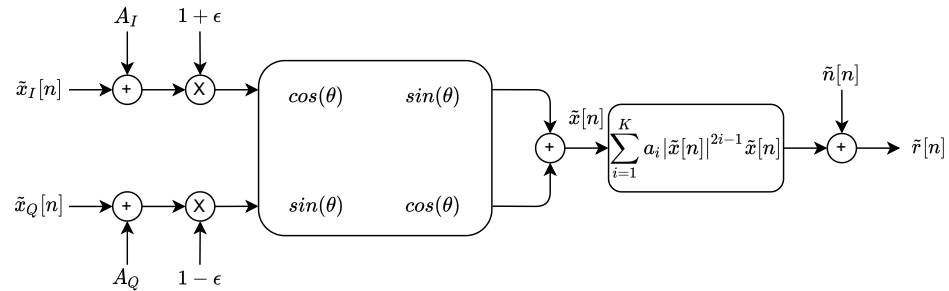 A_I
1 + ϵ
x̃_I[n]
+
X
cos(θ)
sin(θ)
ñ[n]
x̃[n]
+
∑_{i=1}^{K} a_i|x̃[n]|^{2i-1}x̃[n]
+
r̃[n]
x̃_Q[n]
+
X
sin(θ)
cos(θ)
A_Q
1 − ϵ